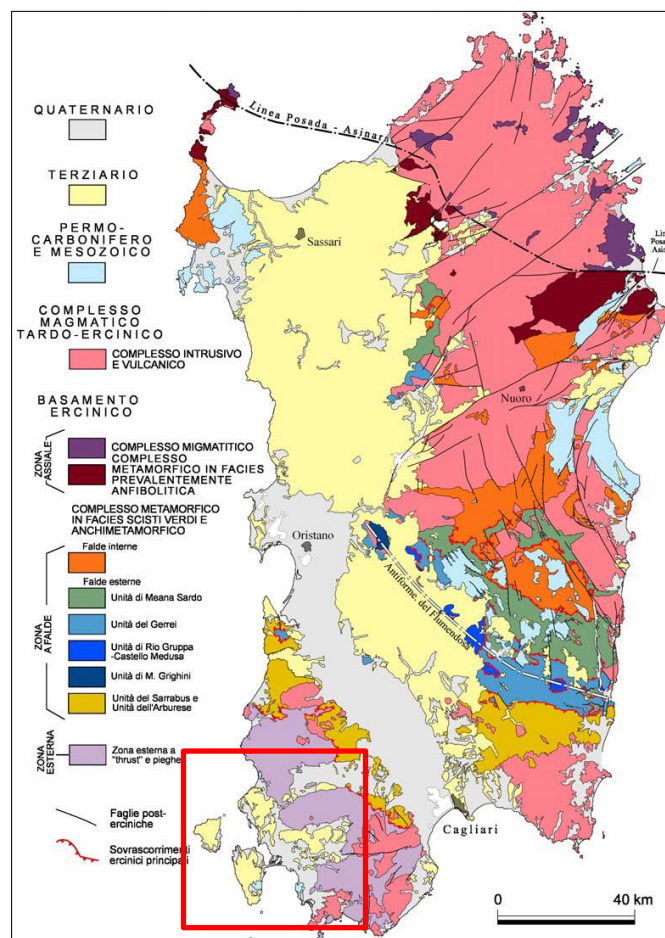 QUATERNARIO
TERZIARIO
PERMO-
CARBONIFERO
E MESOZOICO
COMPLESSO
MAGMATICO
TARDO-ERCINICO
COMPLESSO INTRUSIVO
E VULCANICO
BASAMENTO
ERCINICO
ZONA
ASSIALE
COMPLESSO MIGMATITICO
COMPLESSO
METAMORFICO IN FACIES
PREVALENTEMENTE
ANFIBOLITICA
COMPLESSO METAMORFICO
IN FACIES SCISTI VERDI E
ANCHIMETAMORFICO
ZONA
A FALDE
Falde interne
Falde esterne
Unità di Meana Sardo
Unità del Gerrei
Unità di Rio Gruppa
-Castello Medusa
Unità di M. Grighini
Unità del Sarrabus e
Unità dell'Arburese
ZONA
ESTERNA
Zona esterna a
"thrust" e pieghe
Faglie post-
erciniche
Sovrascorrimenti
ercinici principali
Linea Posada - Asinara
Sassari
Lin
Posa
Asin
Nuoro
Oristano
Antiforme del Flumendosa
Cagliari
0 40 km